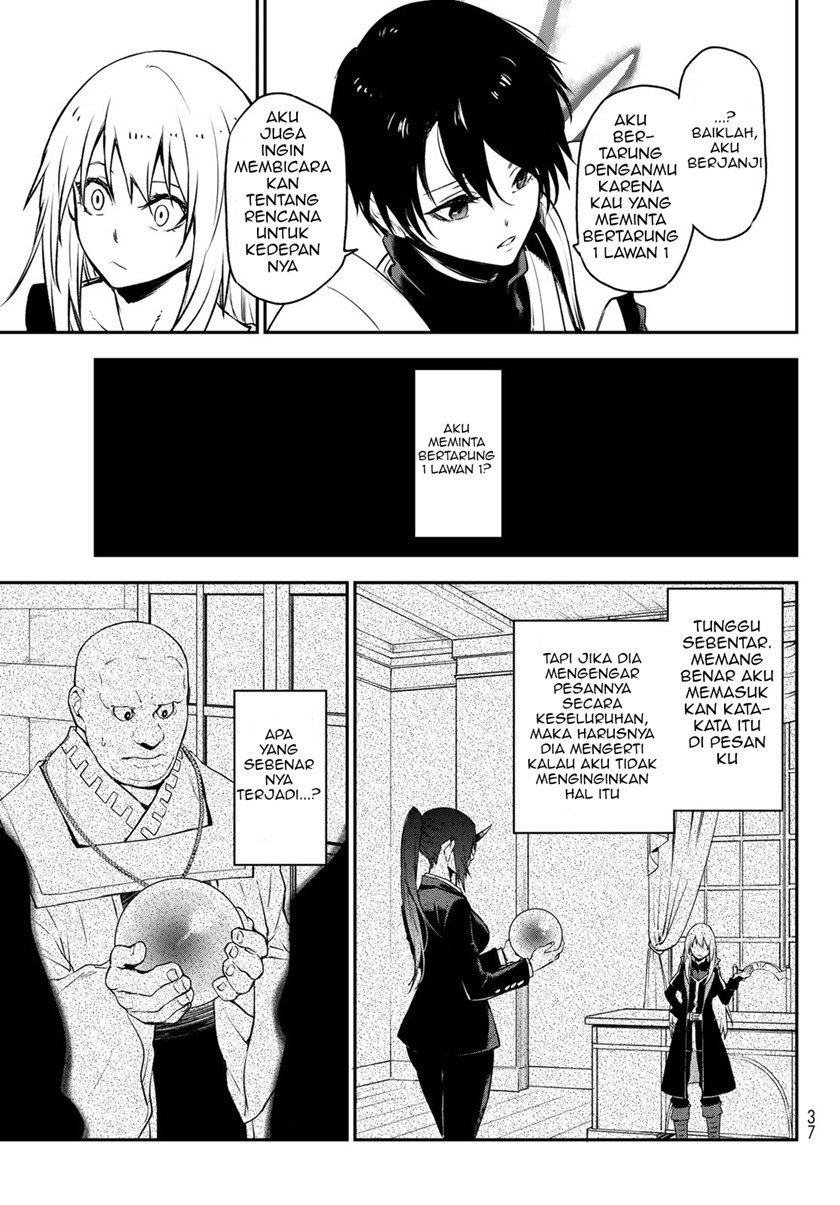 ...?
BAIKLAH,
AKU
BERJANJI
AKU
BER-
TARUNG
DENGANMU
KARENA
KAU YANG
MEMINTA
BERTARUNG
1 LAWAN 1
AKU
JUGA
INGIN
MEMBICARA
KAN
TENTANG
RENCANA
UNTUK
KEDEPAN
NYA
AKU
MEMINTA
BERTARUNG
1 LAWAN 1?
TUNGGU
SEBENTAR.
MEMANG
BENAR AKU
MEMASUK
KAN KATA-
KATA ITU
DI PESAN
KU
TAPI JIKA DIA
MENGENGAR
PESANNYA
SECARA
KESELURUHAN,
MAKA HARUSNYA
DIA MENGERTI
KALAU AKU TIDAK
MENGINGINKAN
HAL ITU
APA
YANG
SEBENAR
NYA
TERJADI...?
37